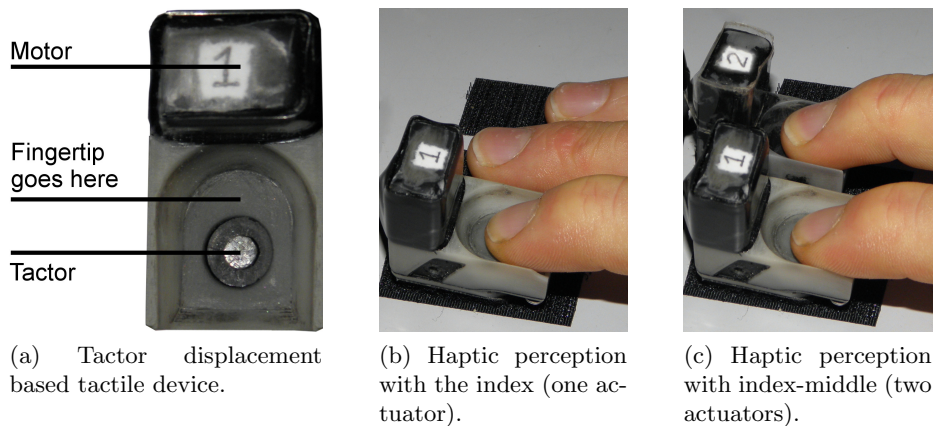 Motor
1
Fingertip
goes here
Tactor
1
2
1
(a) Tactor displacement
based tactile device.
(b) Haptic perception
with the index (one ac-
tuator).
(c) Haptic perception
with index-middle (two
actuators).